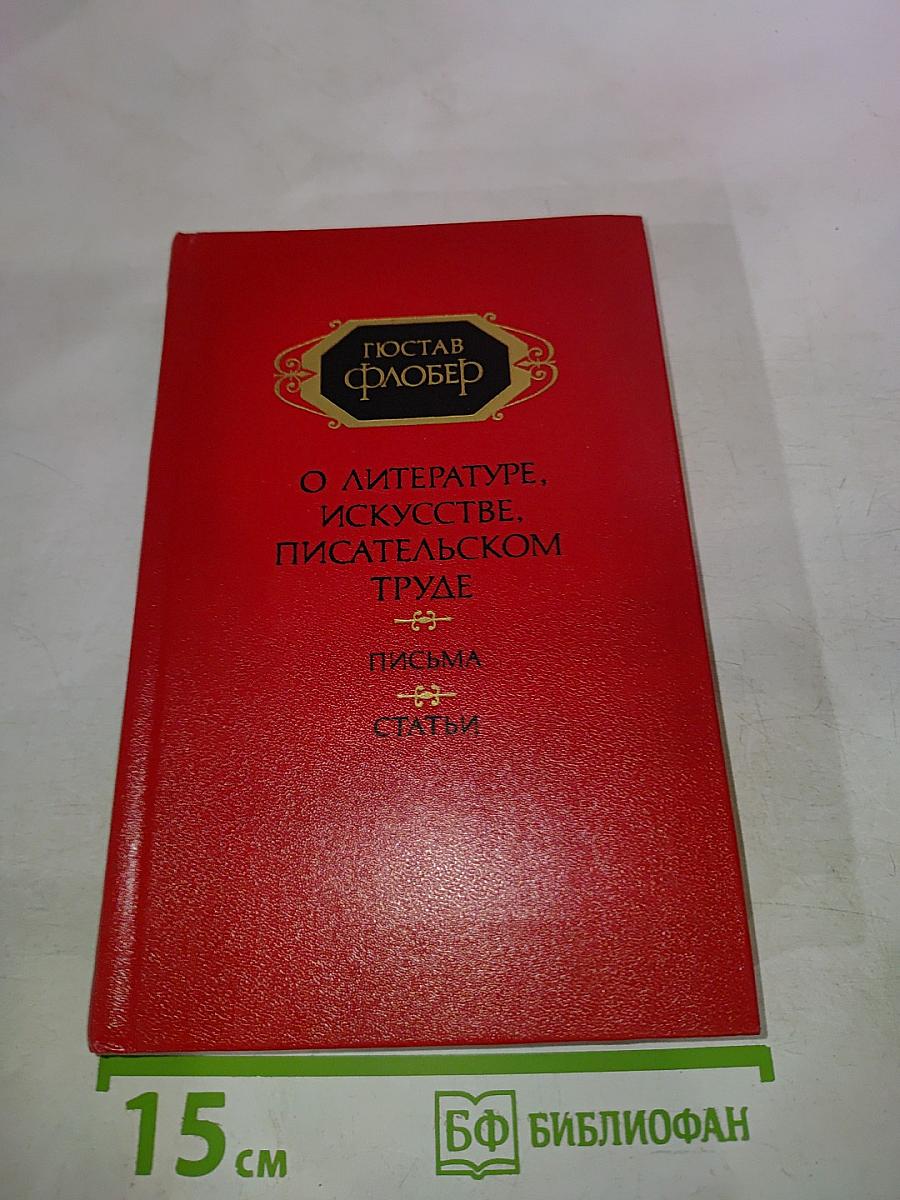 ГЮСТАВ
ФЛОБЕР
О ЛИТЕРАТУРЕ,
ИСКУССТВЕ,
ПИСАТЕЛЬСКОМ
ТРУДЕ
ПИСЬМА
СТАТЬИ
15 см
БФ БИБЛИОФАН